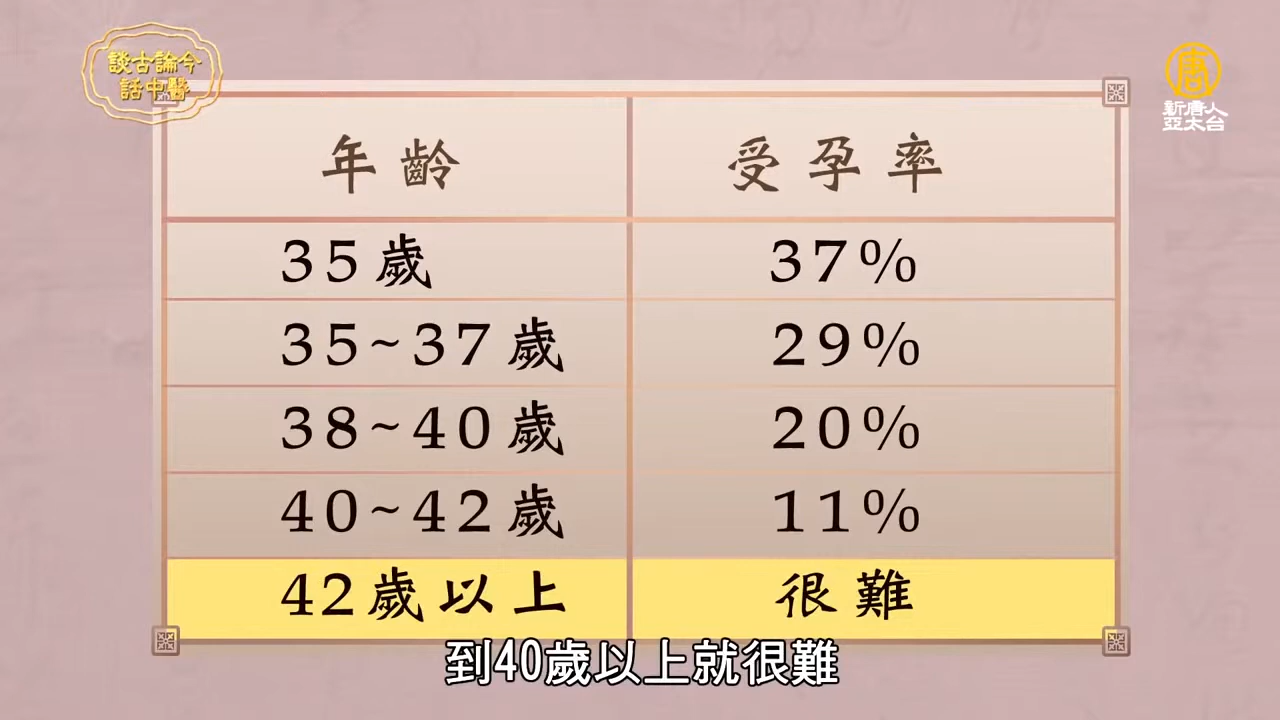 談古論今
話中醫
新唐人
亞太台
年齡 受孕率
35歲 37%
35~37歲 29%
38~40歲 20%
40~42歲 11%
42歲以上 很難
到40歲以上就很難